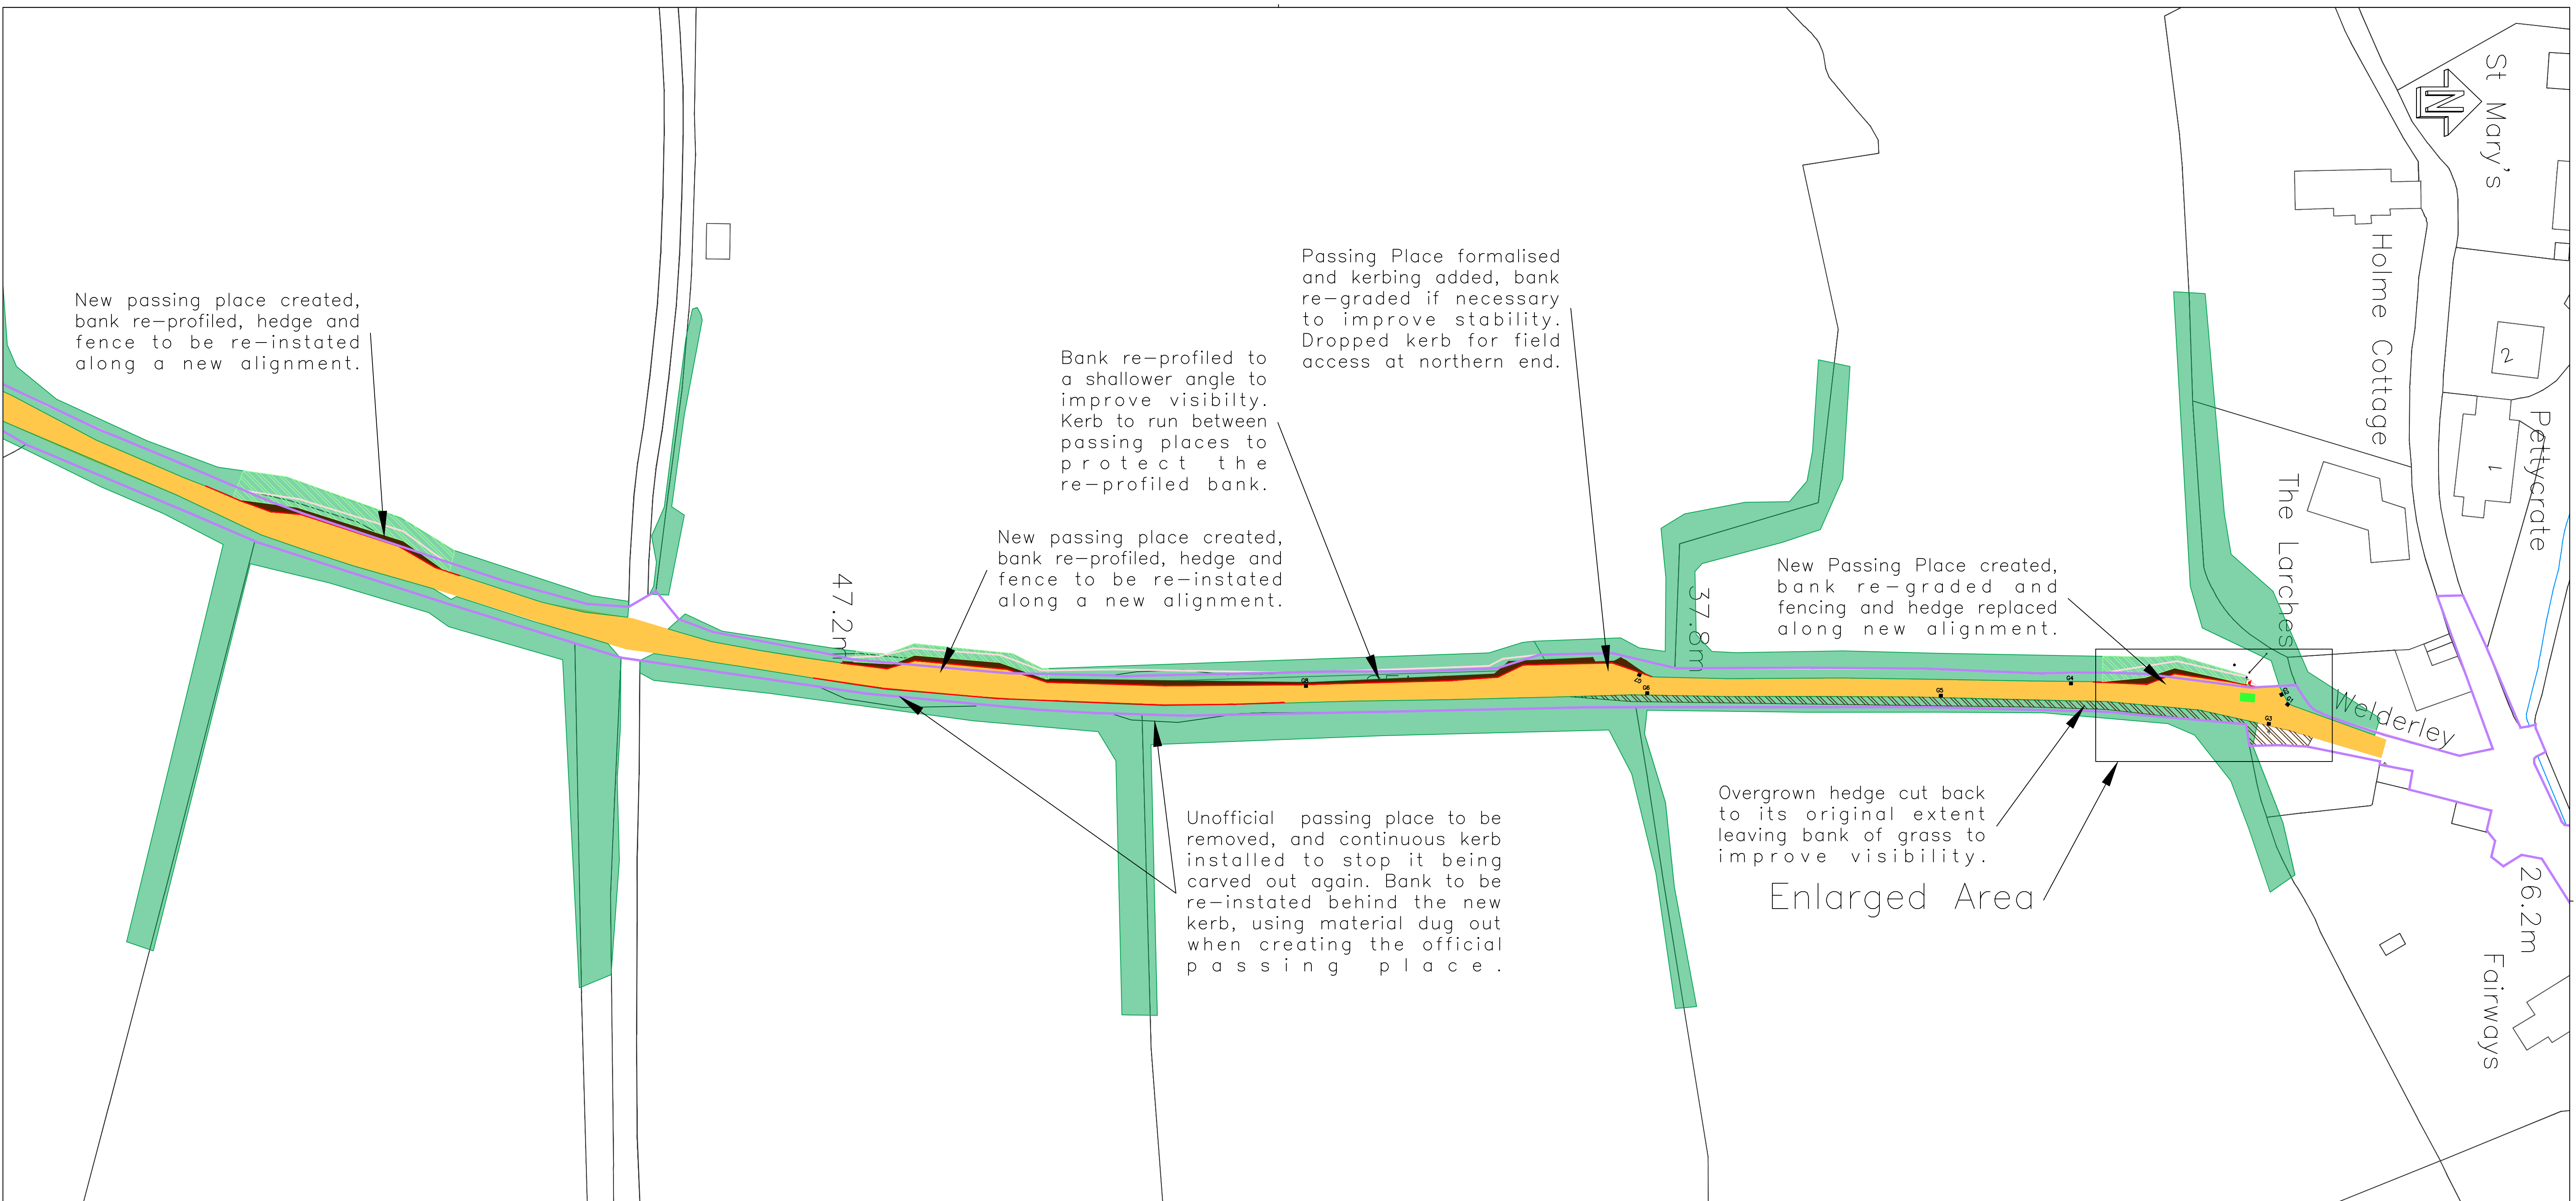 New passing place created,
bank re-profiled, hedge and
fence to be re-instated
along a new alignment.
Bank re-profiled to
a shallower angle to
improve visibilty.
Kerb to run between
passing places to
protect the
re-profiled bank.
Passing Place formalised
and kerbing added, bank
re-graded if necessary
to improve stability.
Dropped kerb for field
access at northern end.
New passing place created,
bank re-profiled, hedge and
fence to be re-instated
along a new alignment.
New Passing Place created,
bank re-graded and
fencing and hedge replaced
along new alignment.
Unofficial passing place to be
removed, and continuous kerb
installed to stop it being
carved out again. Bank to be
re-instated behind the new
kerb, using material dug out
when creating the official
passing place.
Overgrown hedge cut back
to its original extent
leaving bank of grass to
improve visibility.
Enlarged Area
47.2m
37.8m
26.2m
N
St Mary's
Holme Cottage
2
1
Pettycrate
The Larches
Welderley
Fairways
G8
G7
G6
G5
G4
G3
G2
G1